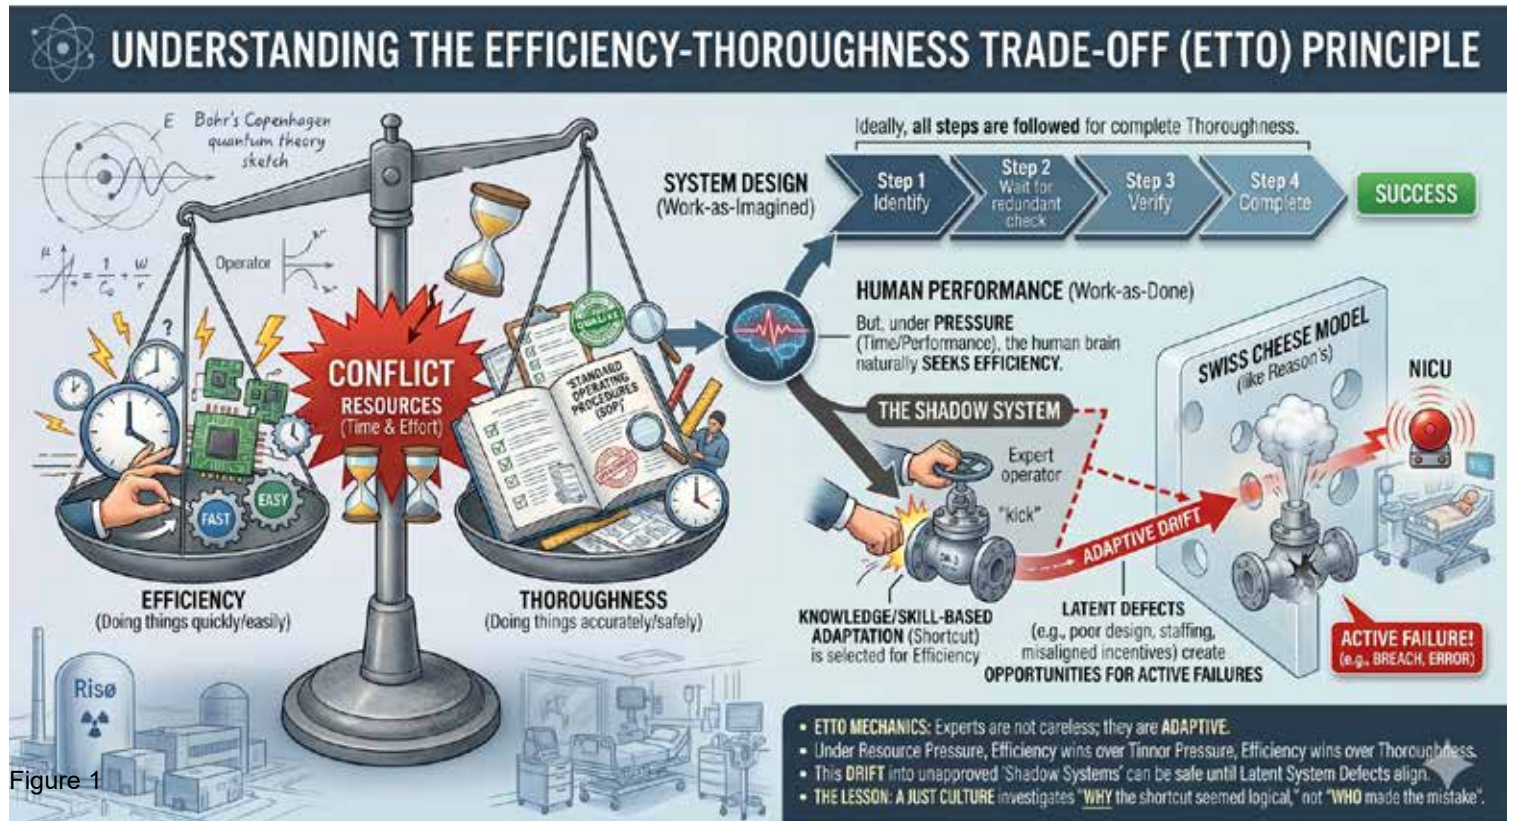 UNDERSTANDING THE EFFICIENCY-THOROUGHNESS TRADE-OFF (ETTO) PRINCIPLE
E
Bohr's Copenhagen
quantum theory
sketch
Operator
?
CONFLICT
RESOURCES
(Time & Effort)
FAST
EASY
"STANDARD
OPERATING
PROCEDURES
(SOP)"
EFFICIENCY
(Doing things quickly/easily)
THOROUGHNESS
(Doing things accurately/safely)
Risø
Figure 1
Ideally, all steps are followed for complete Thoroughness.
SYSTEM DESIGN
(Work-as-Imagined)
Step 1
Identify
Step 2
Wait for
redundant
check
Step 3
Verify
Step 4
Complete
SUCCESS
HUMAN PERFORMANCE (Work-as-Done)
But, under PRESSURE
(Time/Performance), the human brain
naturally SEEKS EFFICIENCY.
THE SHADOW SYSTEM
Expert
operator
"kick"
ADAPTIVE DRIFT
SWISS CHEESE MODEL
(like Reason's)
NICU
KNOWLEDGE/SKILL-BASED
ADAPTATION (Shortcut)
is selected for Efficiency
LATENT DEFECTS
(e.g., poor design, staffing,
misaligned incentives) create
OPPORTUNITIES FOR ACTIVE FAILURES
ACTIVE FAILURE!
(e.g., BREACH, ERROR)
• ETTO MECHANICS: Experts are not careless; they are ADAPTIVE.
• Under Resource Pressure, Efficiency wins over Tinnor Pressure, Efficiency wins over Thoroughness.
• This DRIFT into unapproved 'Shadow Systems' can be safe until Latent System Defects align.
• THE LESSON: A JUST CULTURE investigates "WHY the shortcut seemed logical," not "WHO made the mistake".